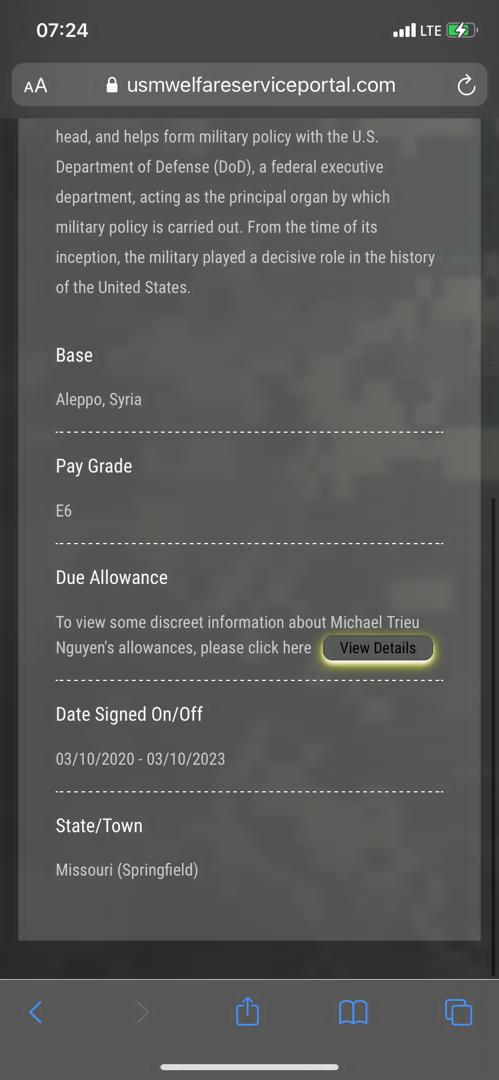 07:24
LTE
AA
usmwelfareserviceportal.com
head, and helps form military policy with the U.S.
Department of Defense (DoD), a federal executive
department, acting as the principal organ by which
military policy is carried out. From the time of its
inception, the military played a decisive role in the history
of the United States.
Base
Aleppo, Syria
Pay Grade
E6
Due Allowance
To view some discreet information about Michael Trieu
Nguyen's allowances, please click here View Details
Date Signed On/Off
03/10/2020 - 03/10/2023
State/Town
Missouri (Springfield)